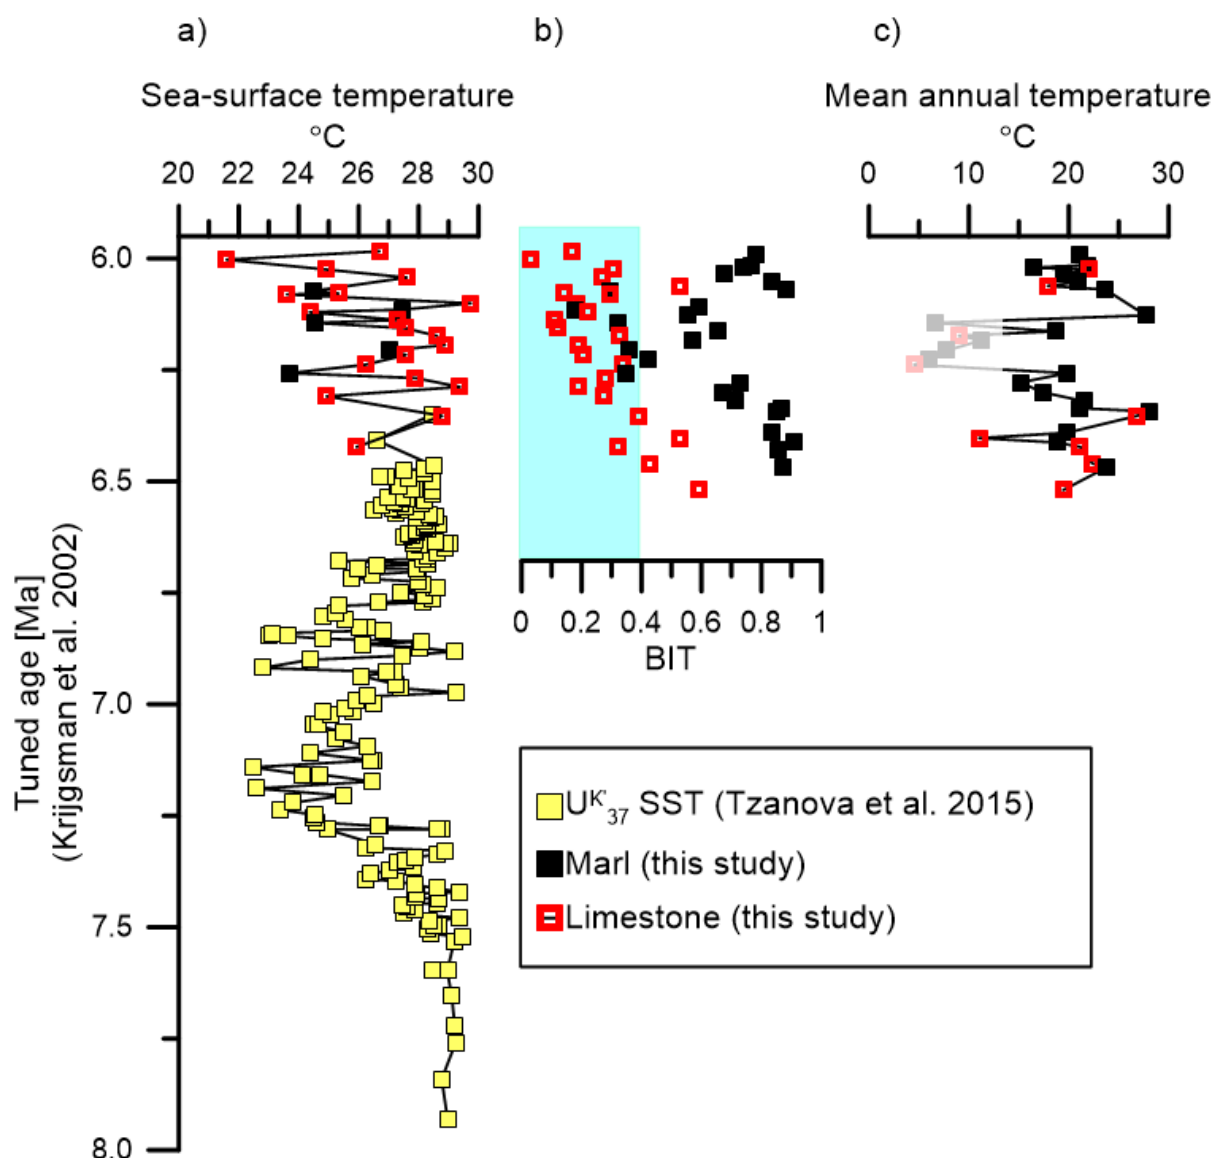 a)
b)
c)
Sea-surface temperature
°C
20 22 24 26 28 30
Mean annual temperature
°C
0 10 20 30
6.0
6.5
7.0
7.5
8.0
Tuned age [Ma]
(Krijgsman et al. 2002)
0 0.2 0.4 0.6 0.8 1
BIT
UK'37 SST (Tzanova et al. 2015)
Marl (this study)
Limestone (this study)